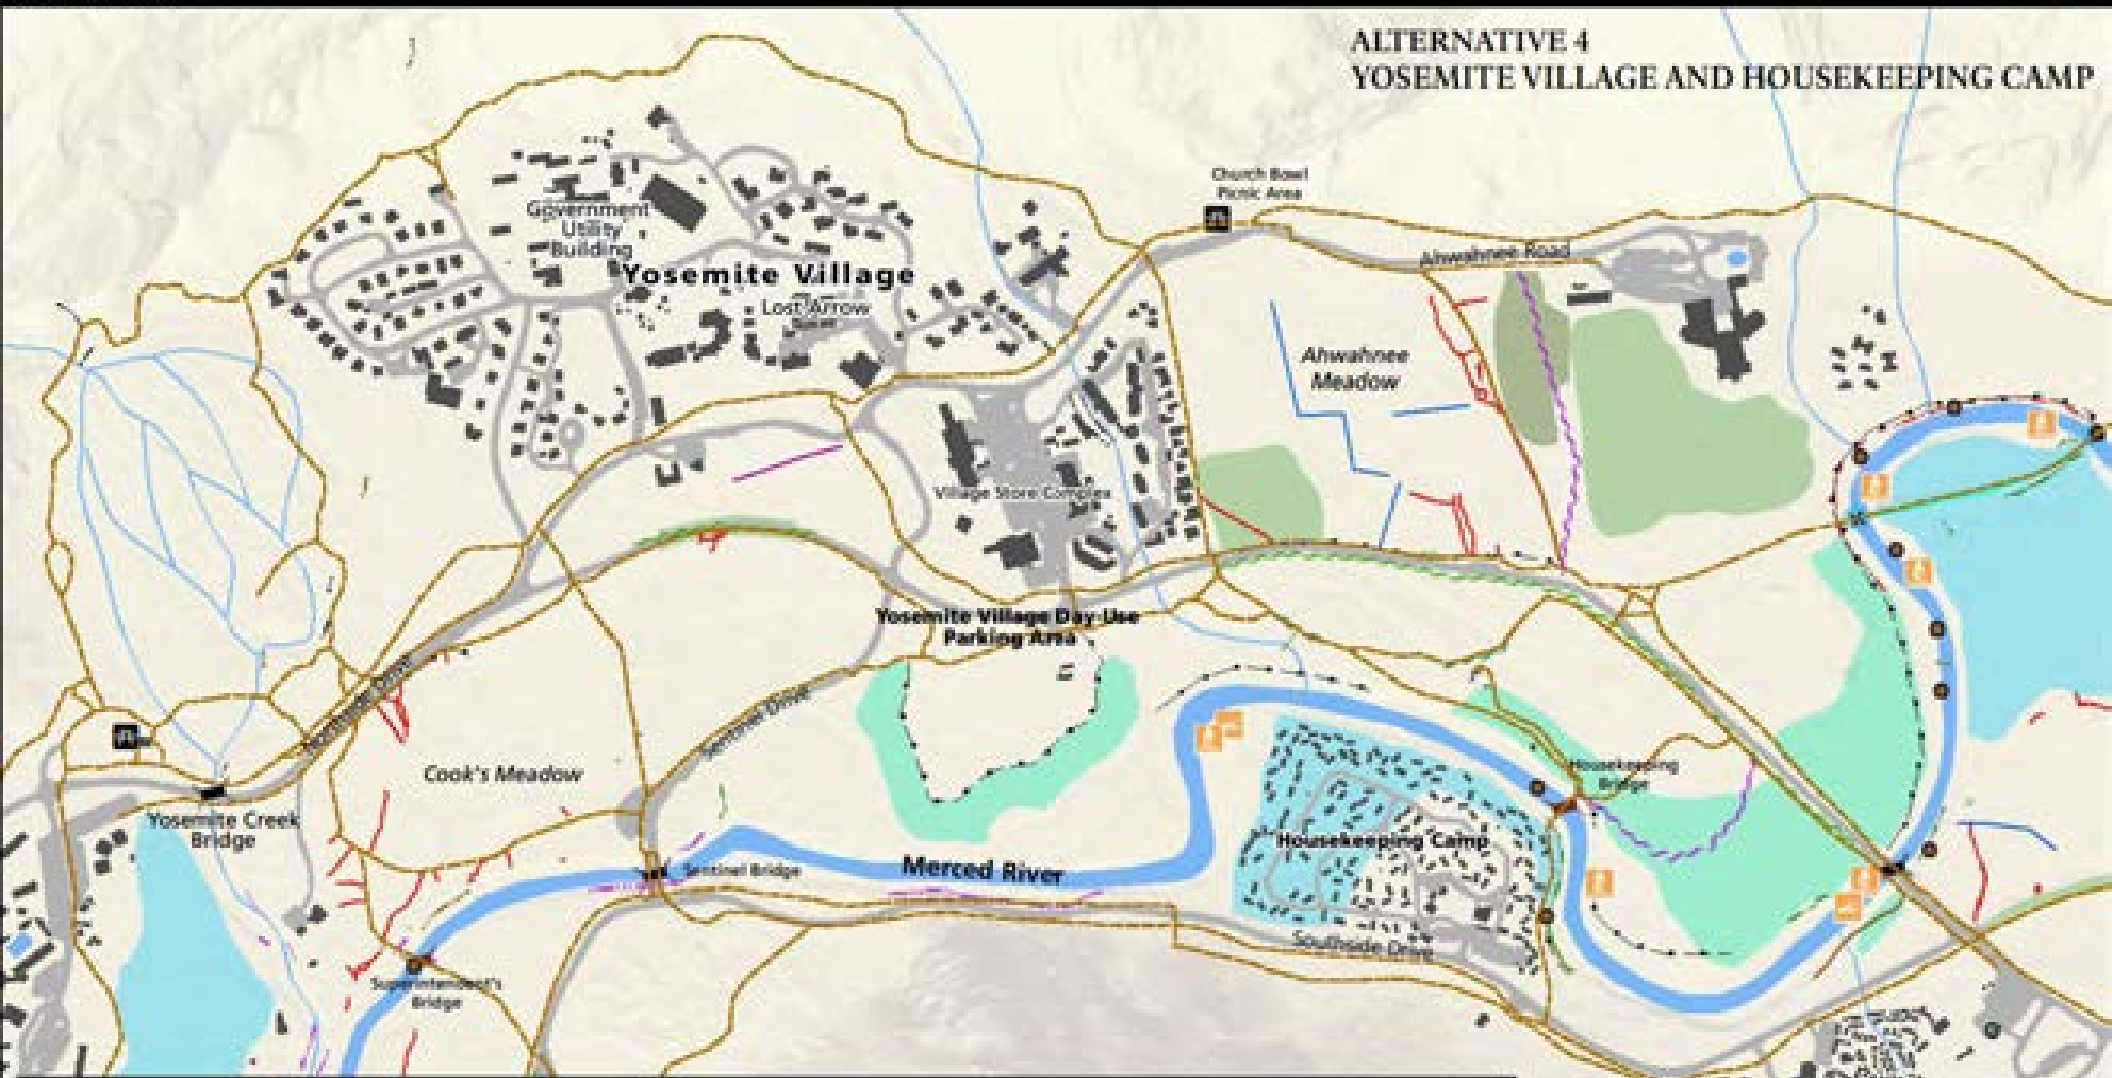 ALTERNATIVE 4
YOSEMITE VILLAGE AND HOUSEKEEPING CAMP
Church Bowl
Picnic Area
Government
Utility
Building
Yosemite Village
Lost Arrow
Ahwahnee Road
Ahwahnee
Meadow
Village Store Complex
Yosemite Village Day Use
Parking Area
Northside Drive
Sentinel Drive
Cook's Meadow
Housekeeping
Bridge
Yosemite Creek
Bridge
Housekeeping Camp
Sentinel Bridge
Merced River
Southside Drive
Superintendent's
Bridge